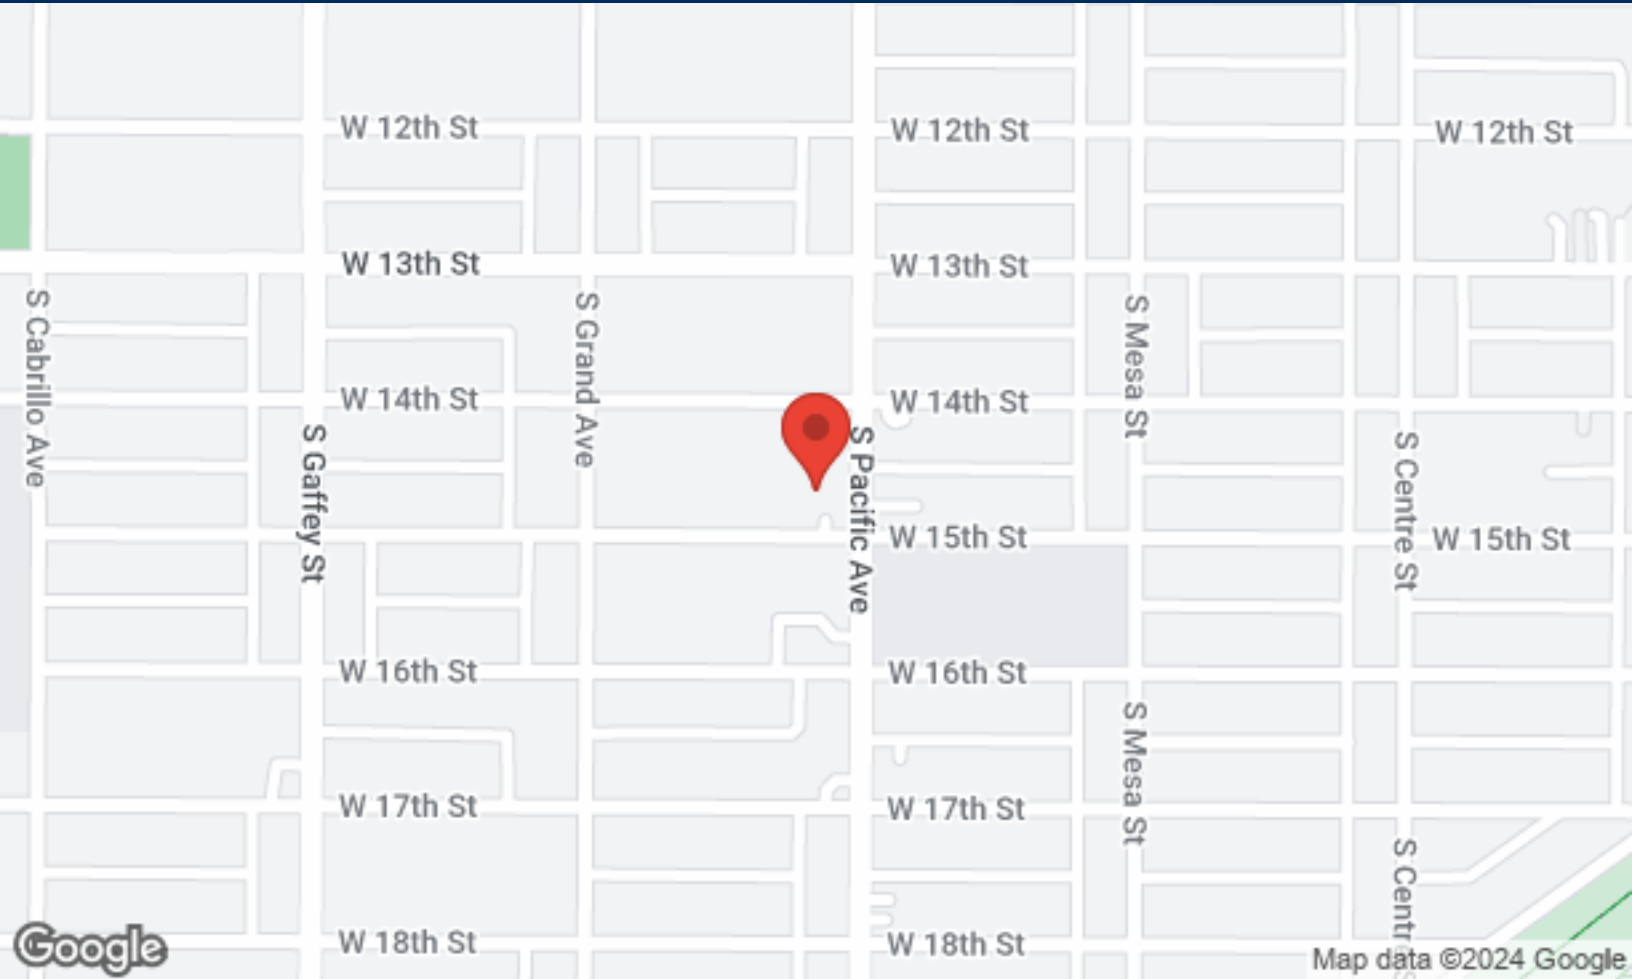 W 12th St
W 12th St
W 12th St
W 13th St
W 13th St
S Cabrillo Ave
S Grand Ave
S Mesa St
W 14th St
W 14th St
S Gaffey St
S Pacific Ave
S Centre St
W 15th St
W 15th St
W 16th St
W 16th St
S Mesa St
W 17th St
W 17th St
S Centre
W 18th St
W 18th St
Google
Map data ©2024 Google